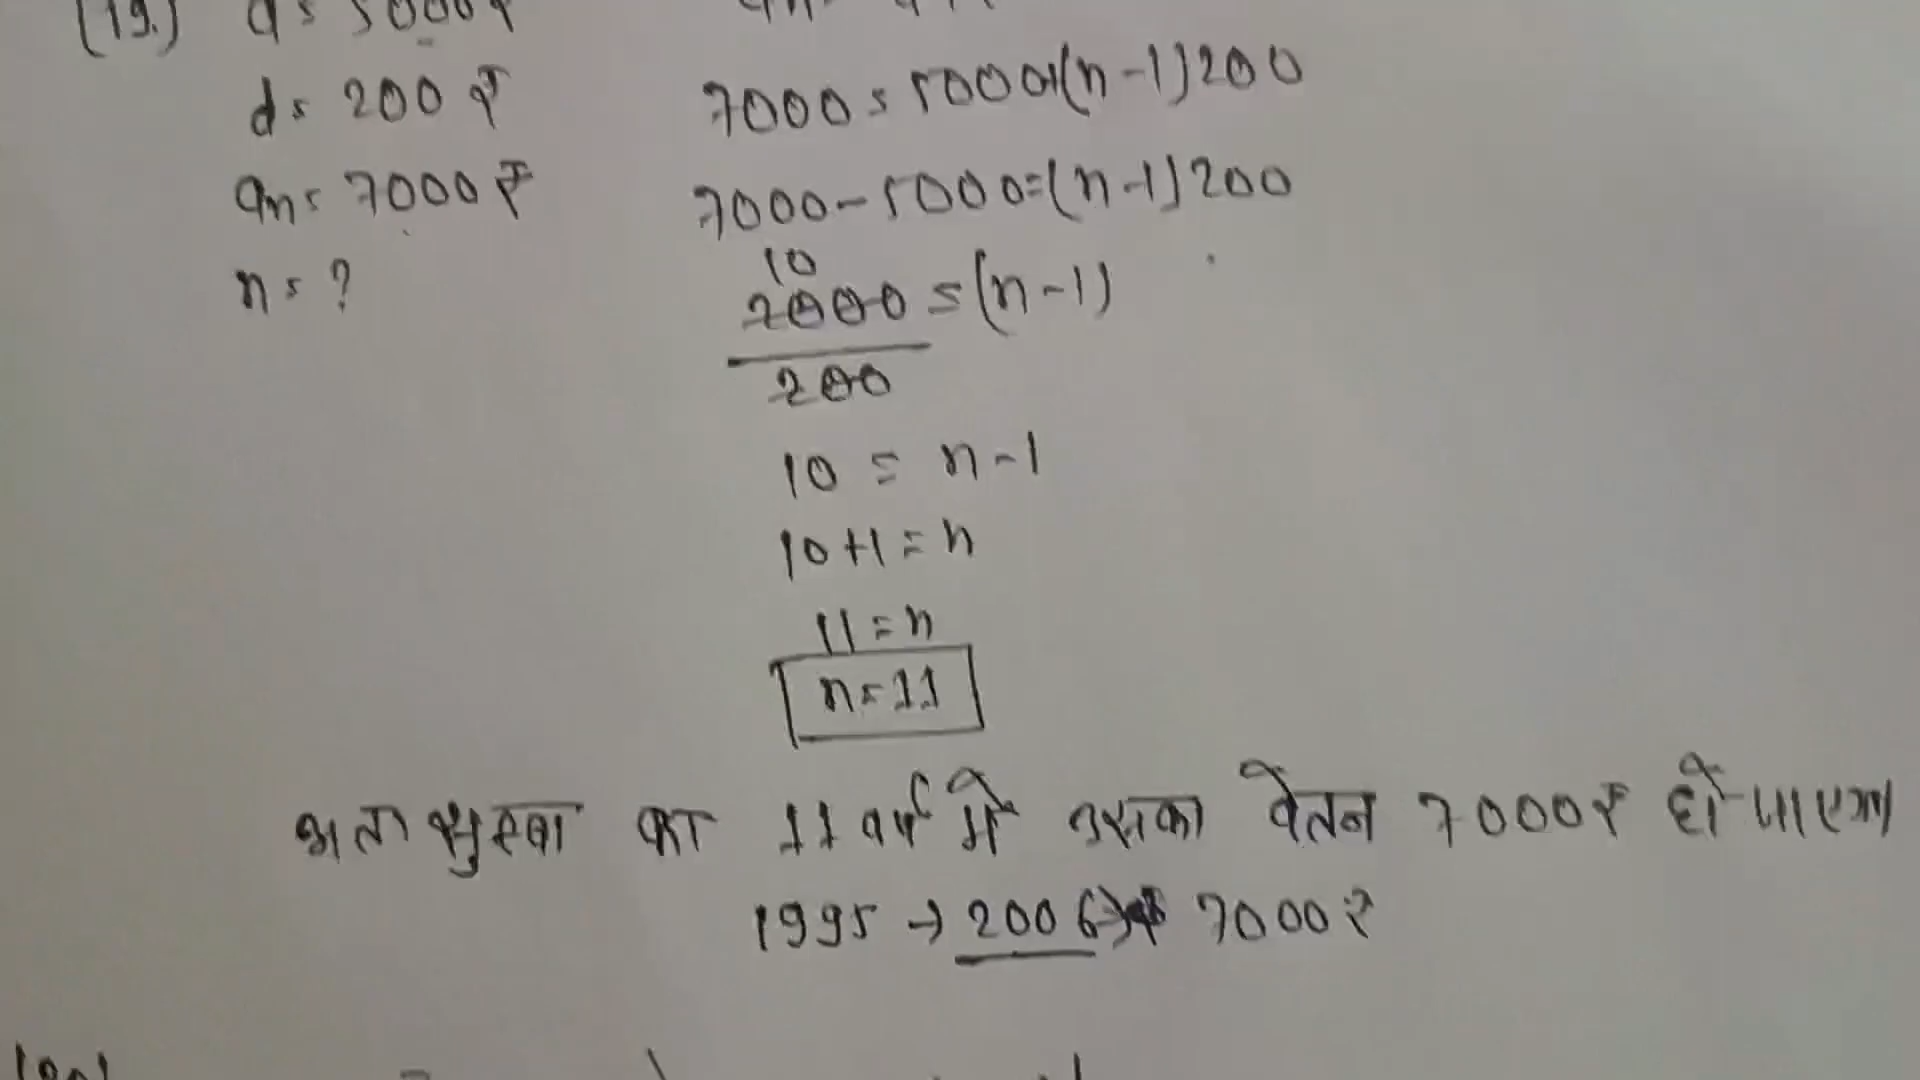 (19.) a = 5000 ₹
d = 200 ₹
an = 7000 ₹
n = ?
7000 = 5000+(n-1)200
7000-5000=(n-1)200
10
2000 = (n-1)
200
10 = n-1
10+1=n
11=n
n=11
अतः सुब्बा का 11 वर्ष में उसका वेतन 7000₹ हो जाएगा
1995 → 2006 → 7000₹